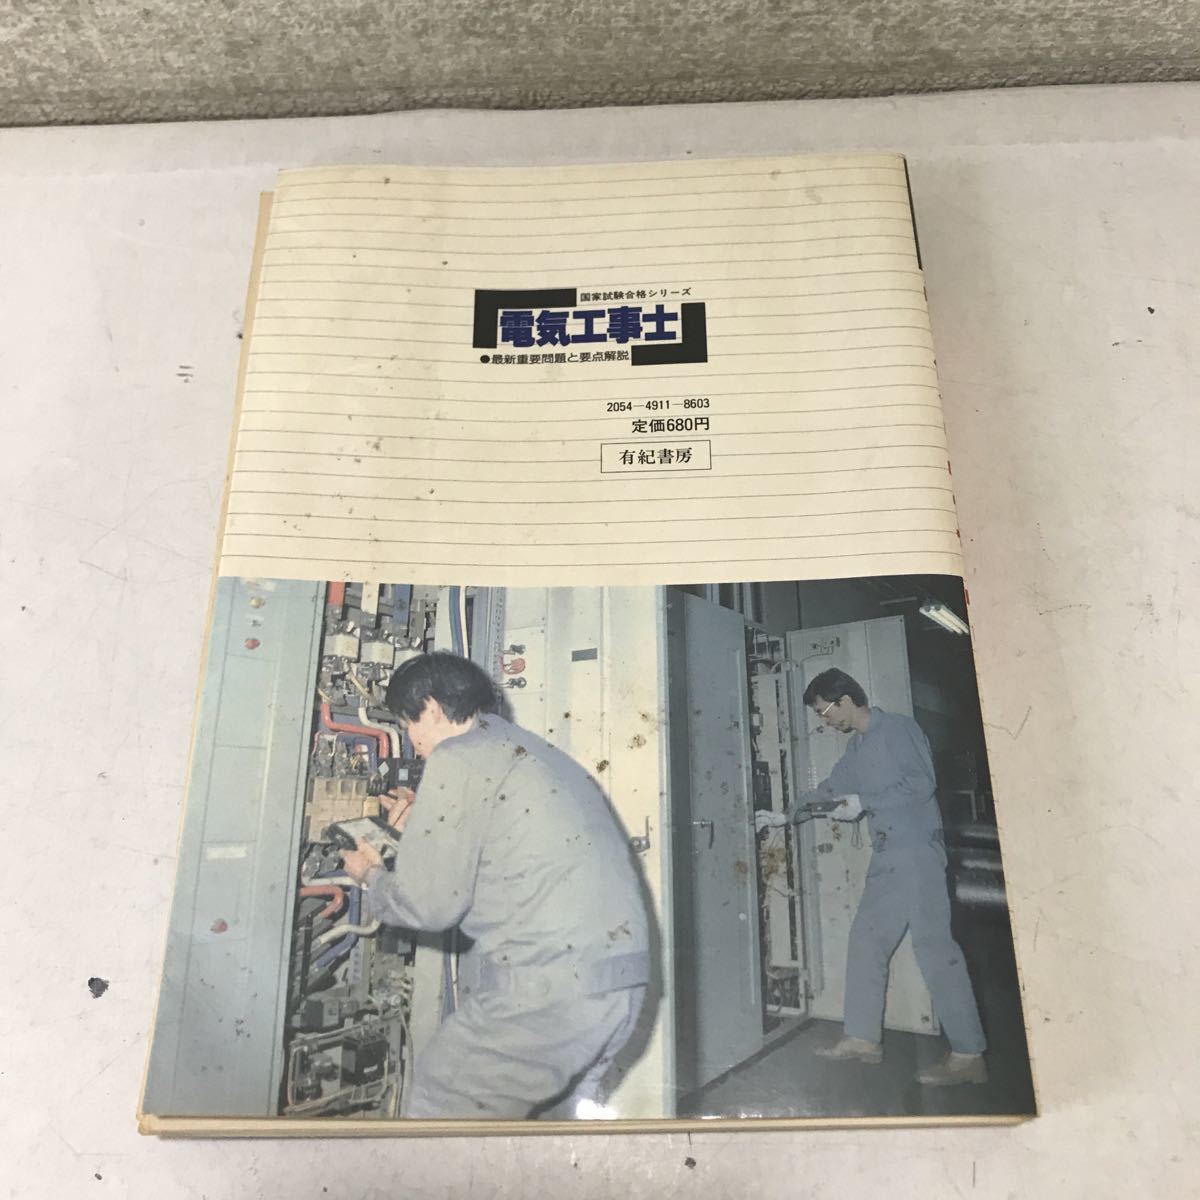 国家試験合格シリーズ
電気工事士
●最新重要問題と要点解説
2054-4911-8603
定価680円
有紀書房